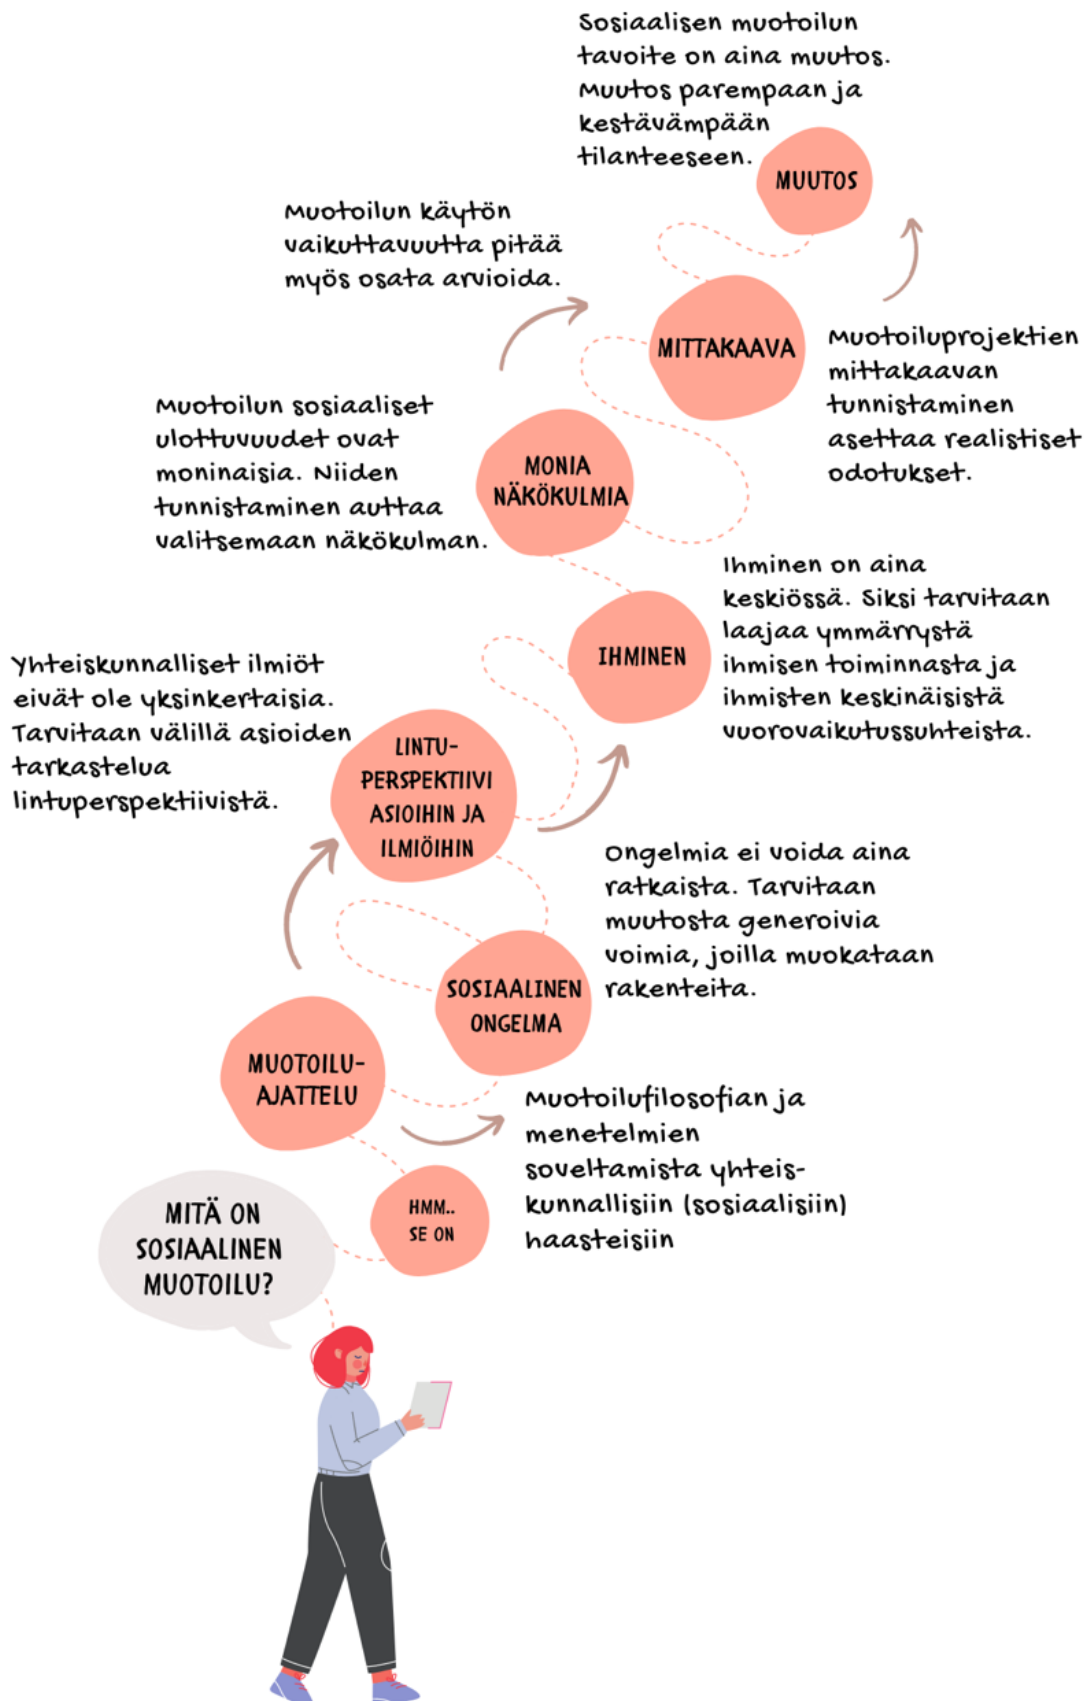 Sosiaalisen muotoilun
tavoite on aina muutos.
Muutos parempaan ja
kestävämpään
tilanteeseen.
MUUTOS
Muotoilun käytön
vaikuttavuutta pitää
myös osata arvioida.
MITTAKAAVA
Muotoiluprojektien
mittakaavan
tunnistaminen
asettaa realistiset
odotukset.
Muotoilun sosiaaliset
ulottuvuudet ovat
moninaisia. Niiden
tunnistaminen auttaa
valitsemaan näkökulman.
MONIA
NÄKÖKULMIA
Ihminen on aina
keskiössä. Siksi tarvitaan
laajaa ymmärrystä
ihmisen toiminnasta ja
ihmisten keskinäisistä
vuorovaikutussuhteista.
IHMINEN
Yhteiskunnalliset ilmiöt
eivät ole yksinkertaisia.
Tarvitaan välillä asioiden
tarkastelua
lintuperspektiivistä.
LINTU-
PERSPEKTIIVI
ASIOIHIN JA
ILMIÖIHIN
Ongelmia ei voida aina
ratkaista. Tarvitaan
muutosta generoivia
voimia, joilla muokataan
rakenteita.
SOSIAALINEN
ONGELMA
MUOTOILU-
AJATTELU
Muotoilufilosofian ja
menetelmien
soveltamista yhteis-
kunnallisiin (sosiaalisiin)
haasteisiin
HMM..
SE ON
MITÄ ON
SOSIAALINEN
MUOTOILU?